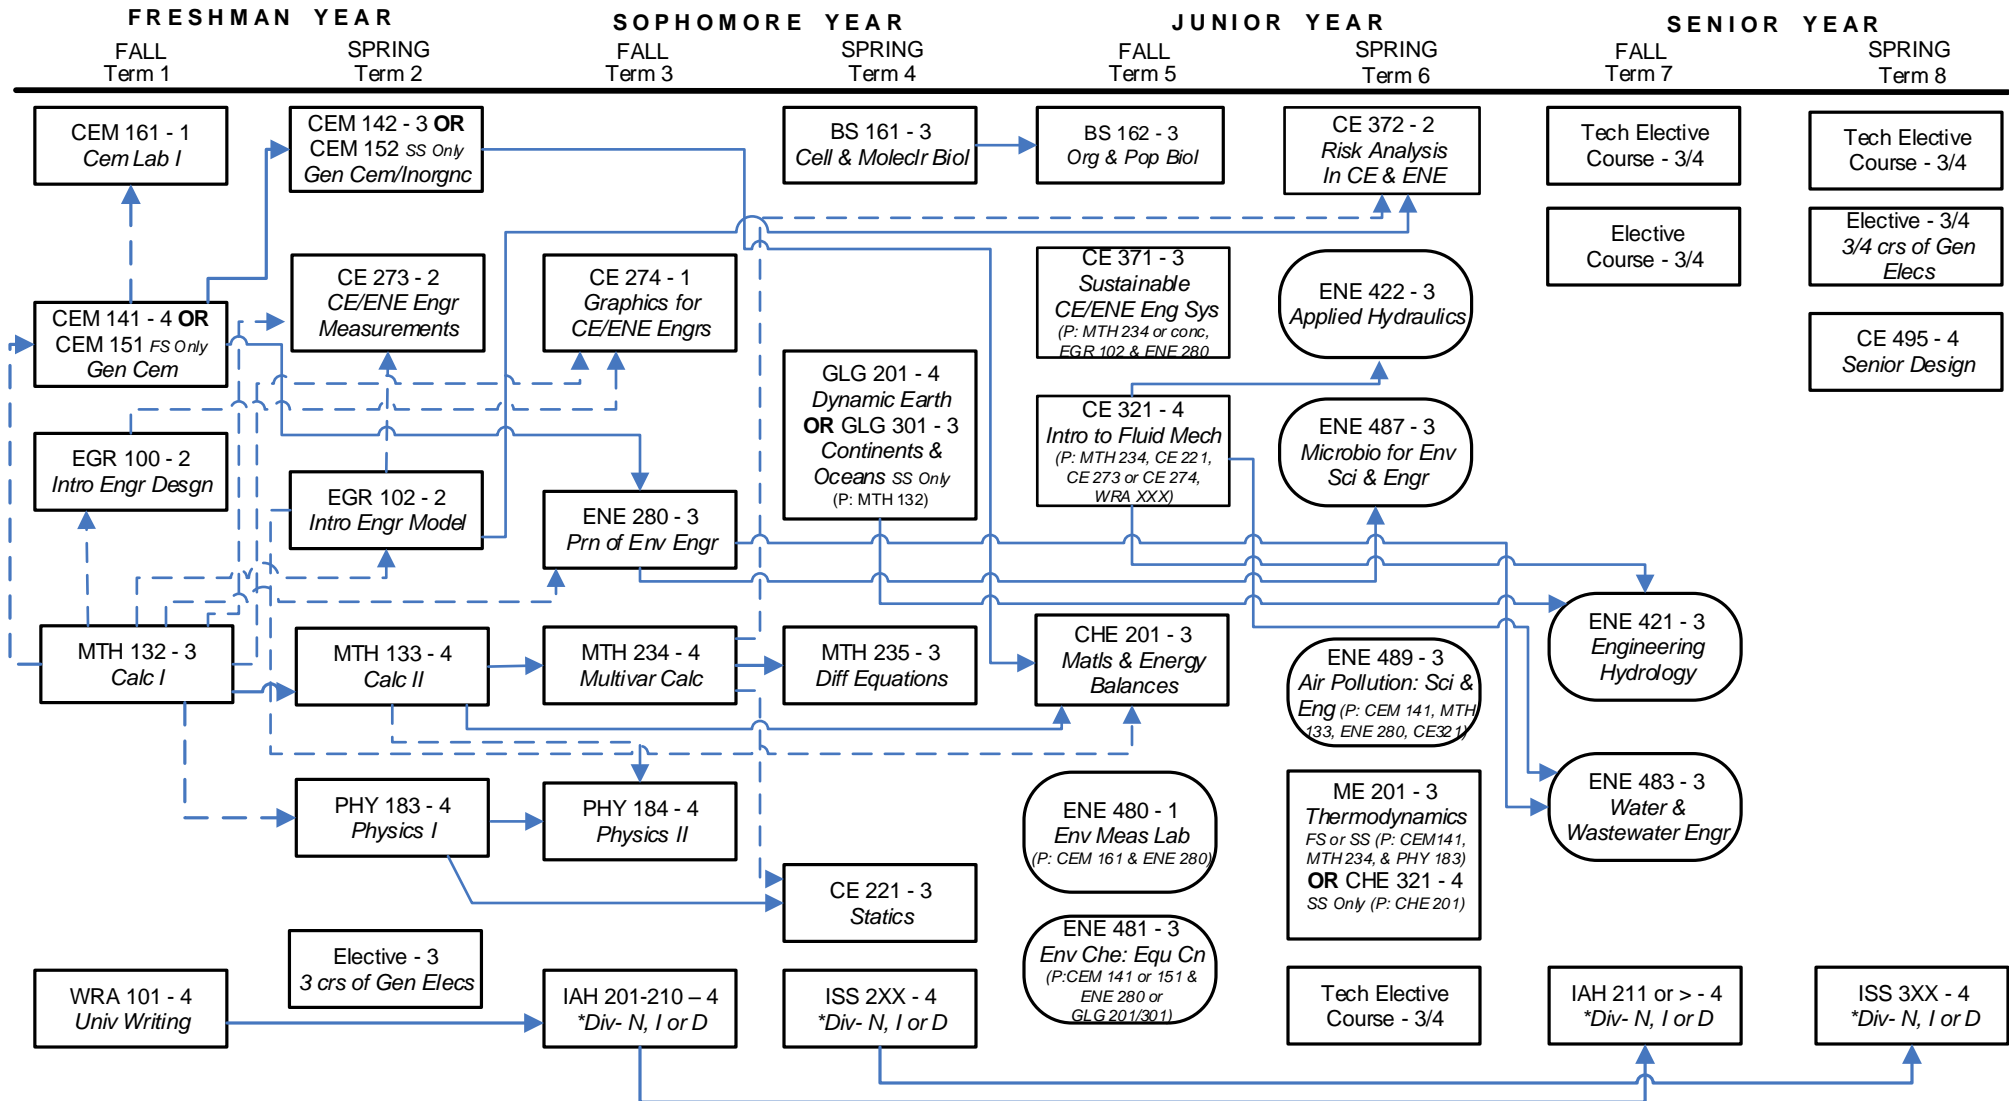 FRESHMAN YEAR
SOPHOMORE YEAR
JUNIOR YEAR
SENIOR YEAR
FALL
Term 1
SPRING
Term 2
FALL
Term 3
SPRING
Term 4
FALL
Term 5
SPRING
Term 6
FALL
Term 7
SPRING
Term 8
CEM 161 - 1
Cem Lab I
CEM 141 - 4 OR
CEM 151 FS Only
Gen Cem
EGR 100 - 2
Intro Engr Desgn
MTH 132 - 3
Calc I
WRA 101 - 4
Univ Writing
CEM 142 - 3 OR
CEM 152 SS Only
Gen Cem/Inorgnc
CE 273 - 2
CE/ENE Engr
Measurements
EGR 102 - 2
Intro Engr Model
MTH 133 - 4
Calc II
PHY 183 - 4
Physics I
Elective - 3
3 crs of Gen Elecs
CE 274 - 1
Graphics for
CE/ENE Engrs
ENE 280 - 3
Prn of Env Engr
MTH 234 - 4
Multivar Calc
PHY 184 - 4
Physics II
IAH 201-210 – 4
*Div- N, I or D
BS 161 - 3
Cell & Moleclr Biol
GLG 201 - 4
Dynamic Earth
OR GLG 301 - 3
Continents &
Oceans SS Only
(P: MTH 132)
MTH 235 - 3
Diff Equations
CE 221 - 3
Statics
ISS 2XX - 4
*Div- N, I or D
BS 162 - 3
Org & Pop Biol
CE 371 - 3
Sustainable
CE/ENE Eng Sys
(P: MTH 234 or conc,
EGR 102 & ENE 280
CE 321 - 4
Intro to Fluid Mech
(P: MTH 234, CE 221,
CE 273 or CE 274,
WRA XXX)
CHE 201 - 3
Matls & Energy
Balances
ENE 480 - 1
Env Meas Lab
(P: CEM 161 & ENE 280)
ENE 481 - 3
Env Che: Equ Cn
(P:CEM 141 or 151 &
ENE 280 or
GLG 201/301)
CE 372 - 2
Risk Analysis
In CE & ENE
ENE 422 - 3
Applied Hydraulics
ENE 487 - 3
Microbio for Env
Sci & Engr
ENE 489 - 3
Air Pollution: Sci &
Eng (P: CEM 141, MTH
133, ENE 280, CE321)
ME 201 - 3
Thermodynamics
FS or SS (P: CEM141,
MTH 234, & PHY 183)
OR CHE 321 - 4
SS Only (P: CHE 201)
Tech Elective
Course - 3/4
Tech Elective
Course - 3/4
Elective
Course - 3/4
ENE 421 - 3
Engineering
Hydrology
ENE 483 - 3
Water &
Wastewater Engr
IAH 211 or > - 4
*Div- N, I or D
Tech Elective
Course - 3/4
Elective - 3/4
3/4 crs of Gen
Elecs
CE 495 - 4
Senior Design
ISS 3XX - 4
*Div- N, I or D